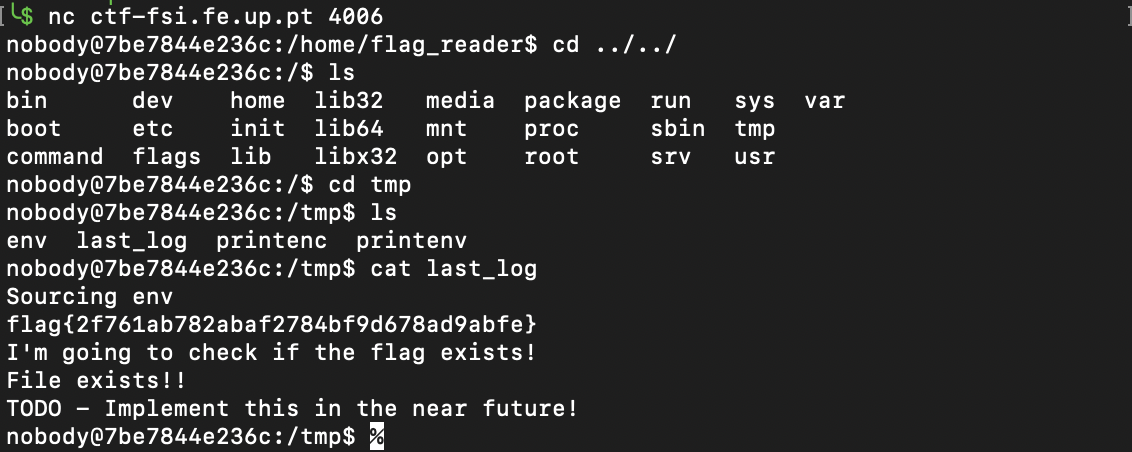 $ nc ctf-fsi.fe.up.pt 4006
nobody@7be7844e236c:/home/flag_reader$ cd ../../
nobody@7be7844e236c:/$ ls
bin dev home lib32 media package run sys var
boot etc init lib64 mnt proc sbin tmp
command flags lib libx32 opt root srv usr
nobody@7be7844e236c:/$ cd tmp
nobody@7be7844e236c:/tmp$ ls
env last_log printenc printenv
nobody@7be7844e236c:/tmp$ cat last_log
Sourcing env
flag{2f761ab782abaf2784bf9d678ad9abfe}
I'm going to check if the flag exists!
File exists!!
TODO - Implement this in the near future!
nobody@7be7844e236c:/tmp$ %